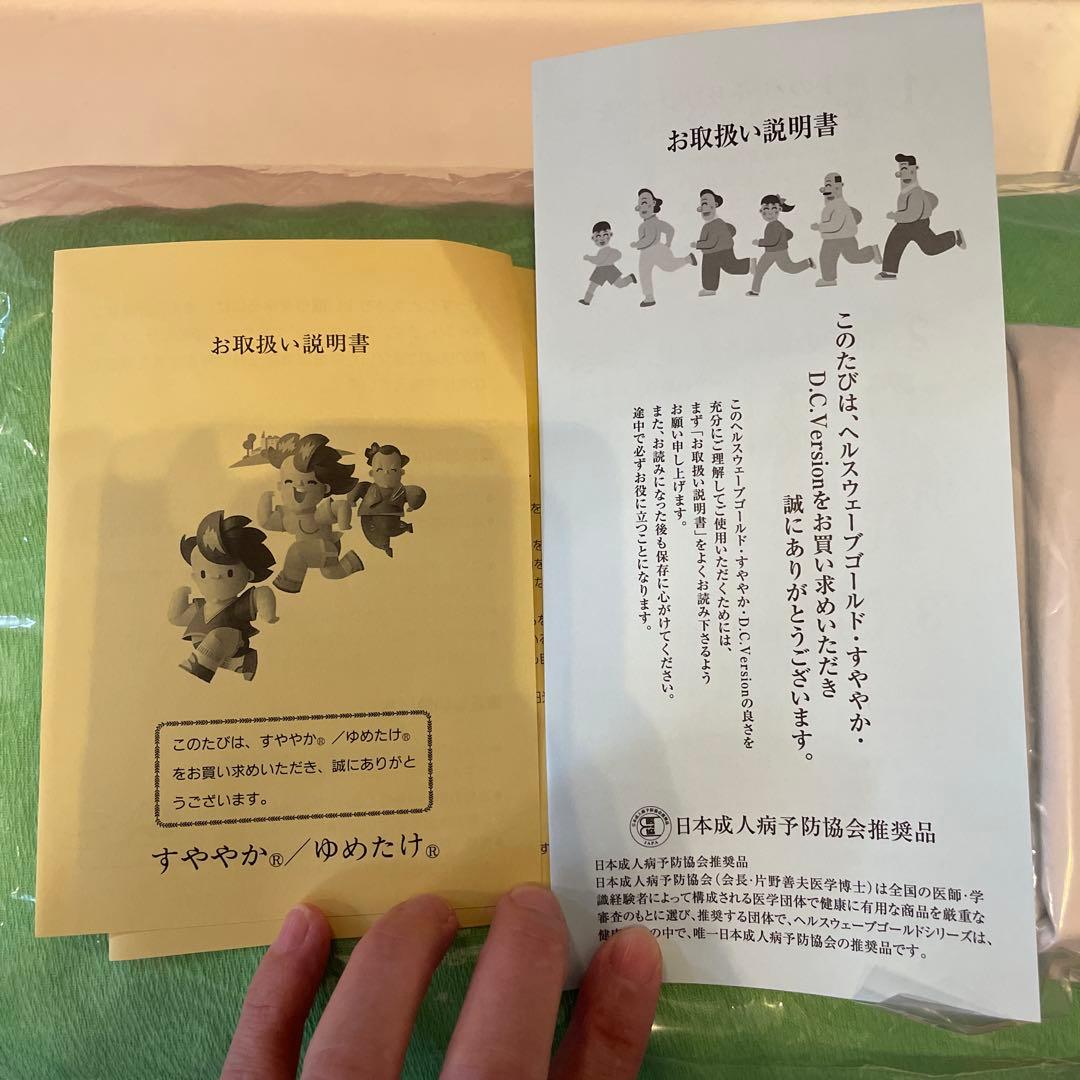 お取扱い説明書
このたびは、すややか® /ゆめたけ®
をお買い求めいただき、誠にありがと
うございます。
すややか®/ゆめたけ®
お取扱い説明書
このたびは、ヘルスウェーブゴールド・すややか・
D.C.Versionをお買い求めいただき
誠にありがとうございます。
このヘルスウェーブゴールド・すややか・D.C.Versionの良さを
充分にご理解してご使用いただくためには、
まず「お取扱い説明書」をよくお読み下さるよう
お願い申し上げます。
また、お読みになった後も保存に心がけてください。
途中で必ずお役に立つことになります。
日本成人病予防協会推奨品
日本成人病予防協会推奨品
日本成人病予防協会(会長・片野善夫医学博士)は全国の医師・学
識経験者によって構成される医学団体で健康に有用な商品を厳重な
審査のもとに選び、推奨する団体で、ヘルスウェーブゴールドシリーズは、
健 の中で、唯一日本成人病予防協会の推奨品です。